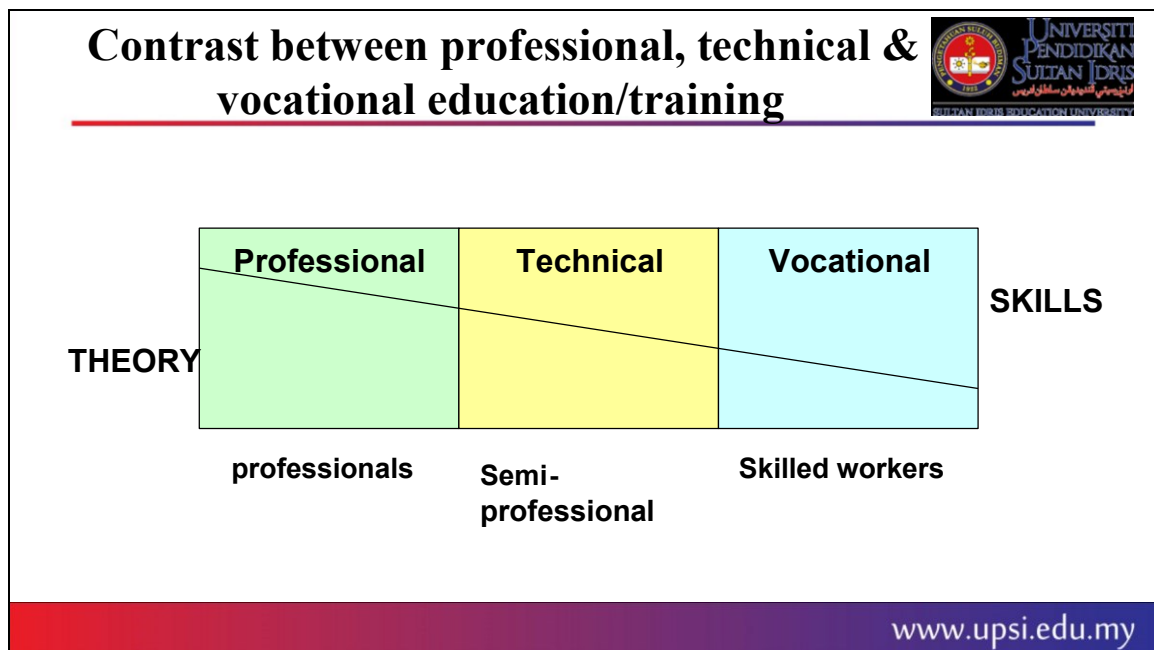 Contrast between professional, technical &
vocational education/training
UNIVERSITI
PENDIDIKAN
SULTAN IDRIS
SULTAN IDRIS EDUCATION UNIVERSITY
Professional
Technical
Vocational
SKILLS
THEORY
professionals
Semi-
professional
Skilled workers
www.upsi.edu.my